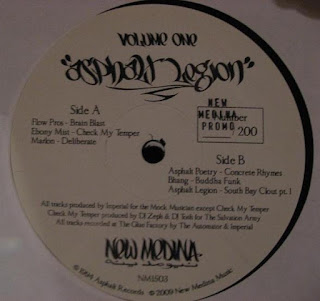 VOLUME ONE
"Asphalt Legion"
Side A
Flow Pros - Brain Blast
Ebony Mist - Check My Temper
Marlon - Deliberate
NEW
MEDINA
PROMO
Number
/200
Side B
Asphalt Poetry - Concrete Rhymes
Bhang - Buddha Funk
Asphalt Legion - South Bay Clout pt. 1
All tracks produced by Imperial for the Mock Musician except Check My Temper
Check My Temper produced by DJ Zeph & DJ Tosh for The Salvation Army
All tracks recorded at The Glue Factory by The Automator & Imperial
NEW MEDINA
NM1503
© 1994 Asphalt Records © 2009 New Medina Music